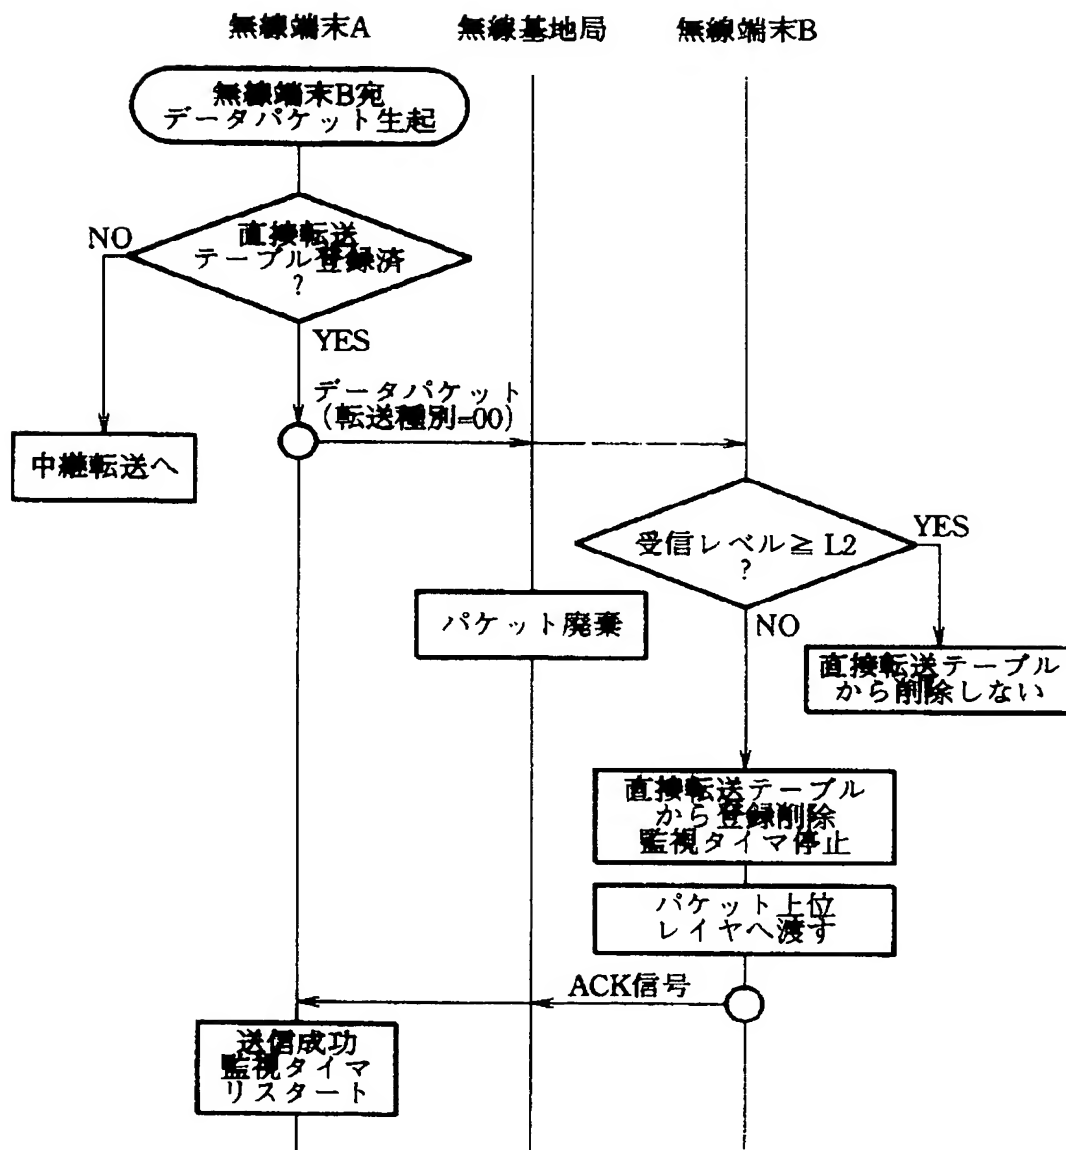 無線端末A
無線基地局
無線端末B
無線端末B宛
データパケット生起
直接転送
テーブル登録済
?
NO
YES
データパケット
(転送種別=00)
中継転送へ
受信レベル≧L2
?
YES
NO
パケット廃棄
直接転送テーブル
から削除しない
直接転送テーブル
から登録削除
監視タイマ停止
パケット上位
レイヤへ渡す
ACK信号
送信成功
監視タイマ
リスタート